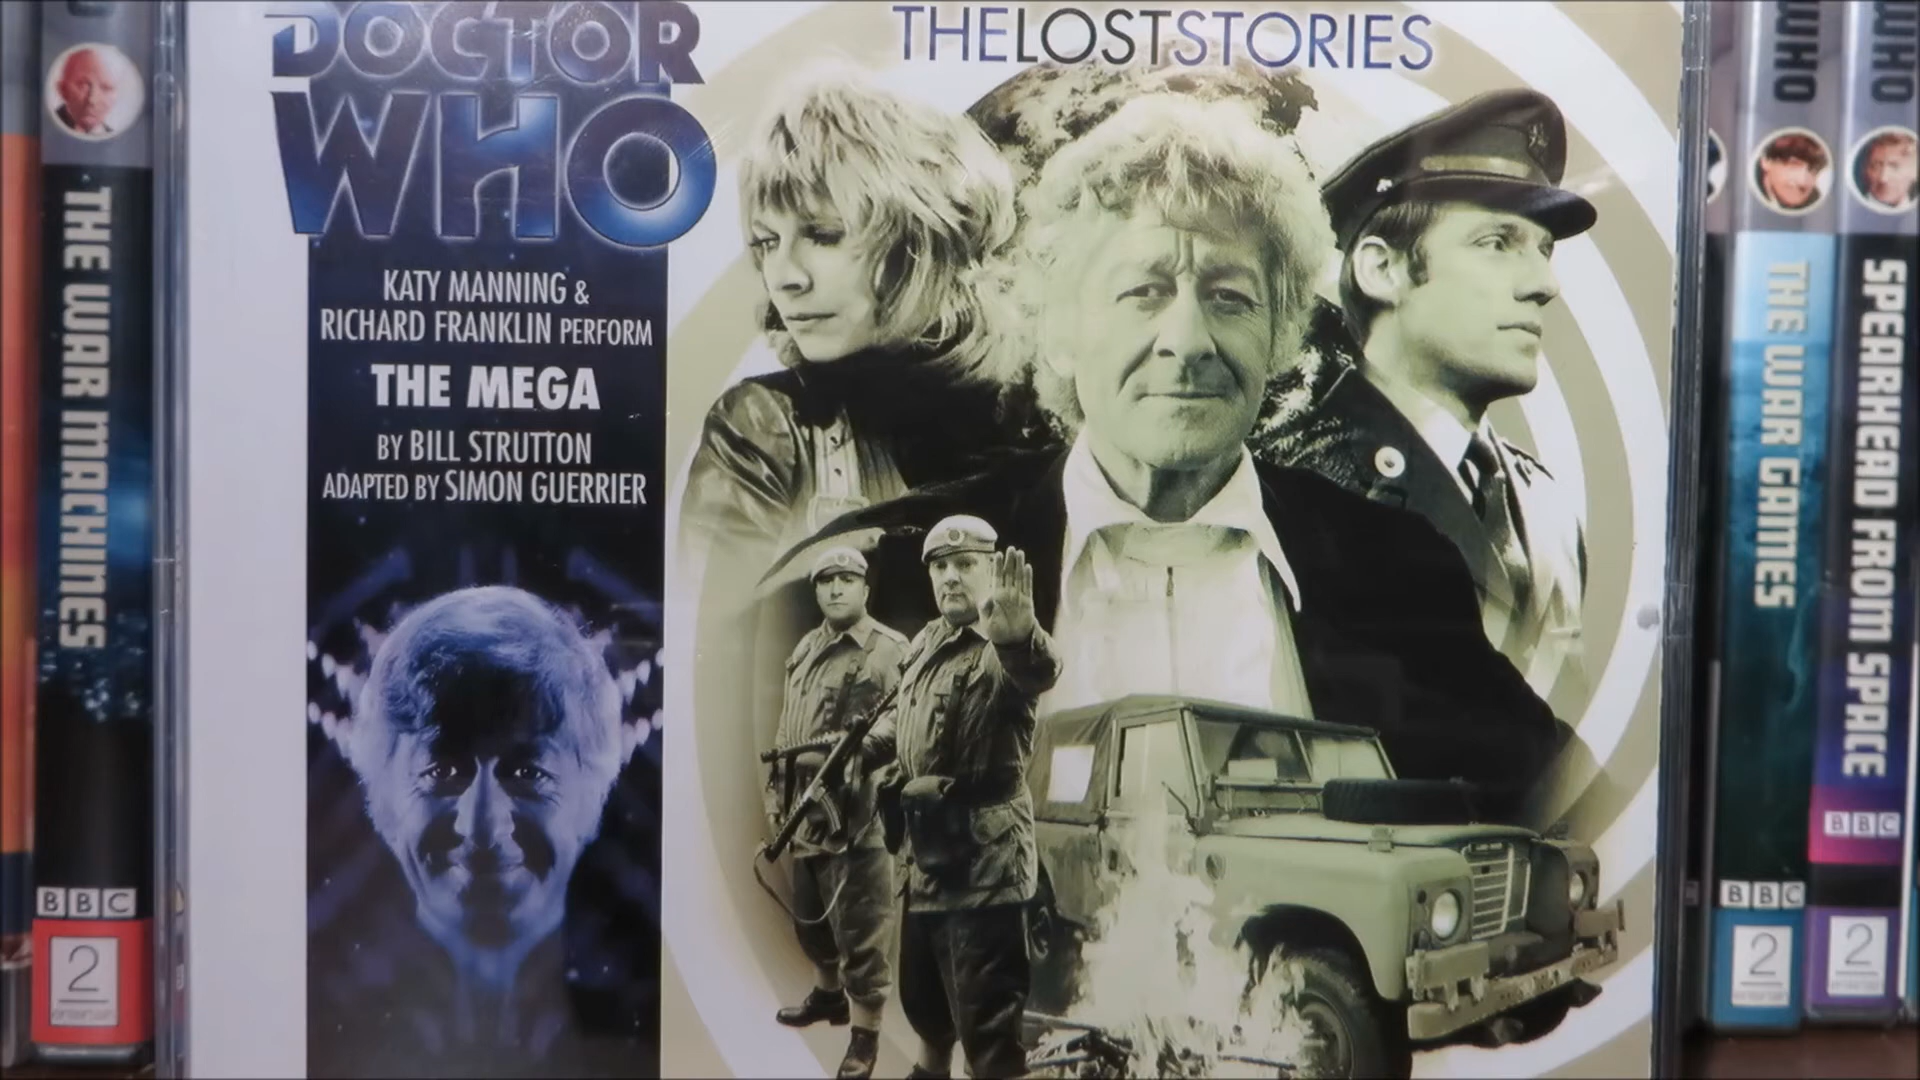 DOCTOR
WHO
THELOSTSTORIES
KATY MANNING &
RICHARD FRANKLIN PERFORM
THE MEGA
BY BILL STRUTTON
ADAPTED BY SIMON GUERRIER
THE WAR MACHINES
BBC
2
WHO
THE WAR GAMES
BBC
2
WHO
SPEARHEAD FROM SPACE
BBC
2